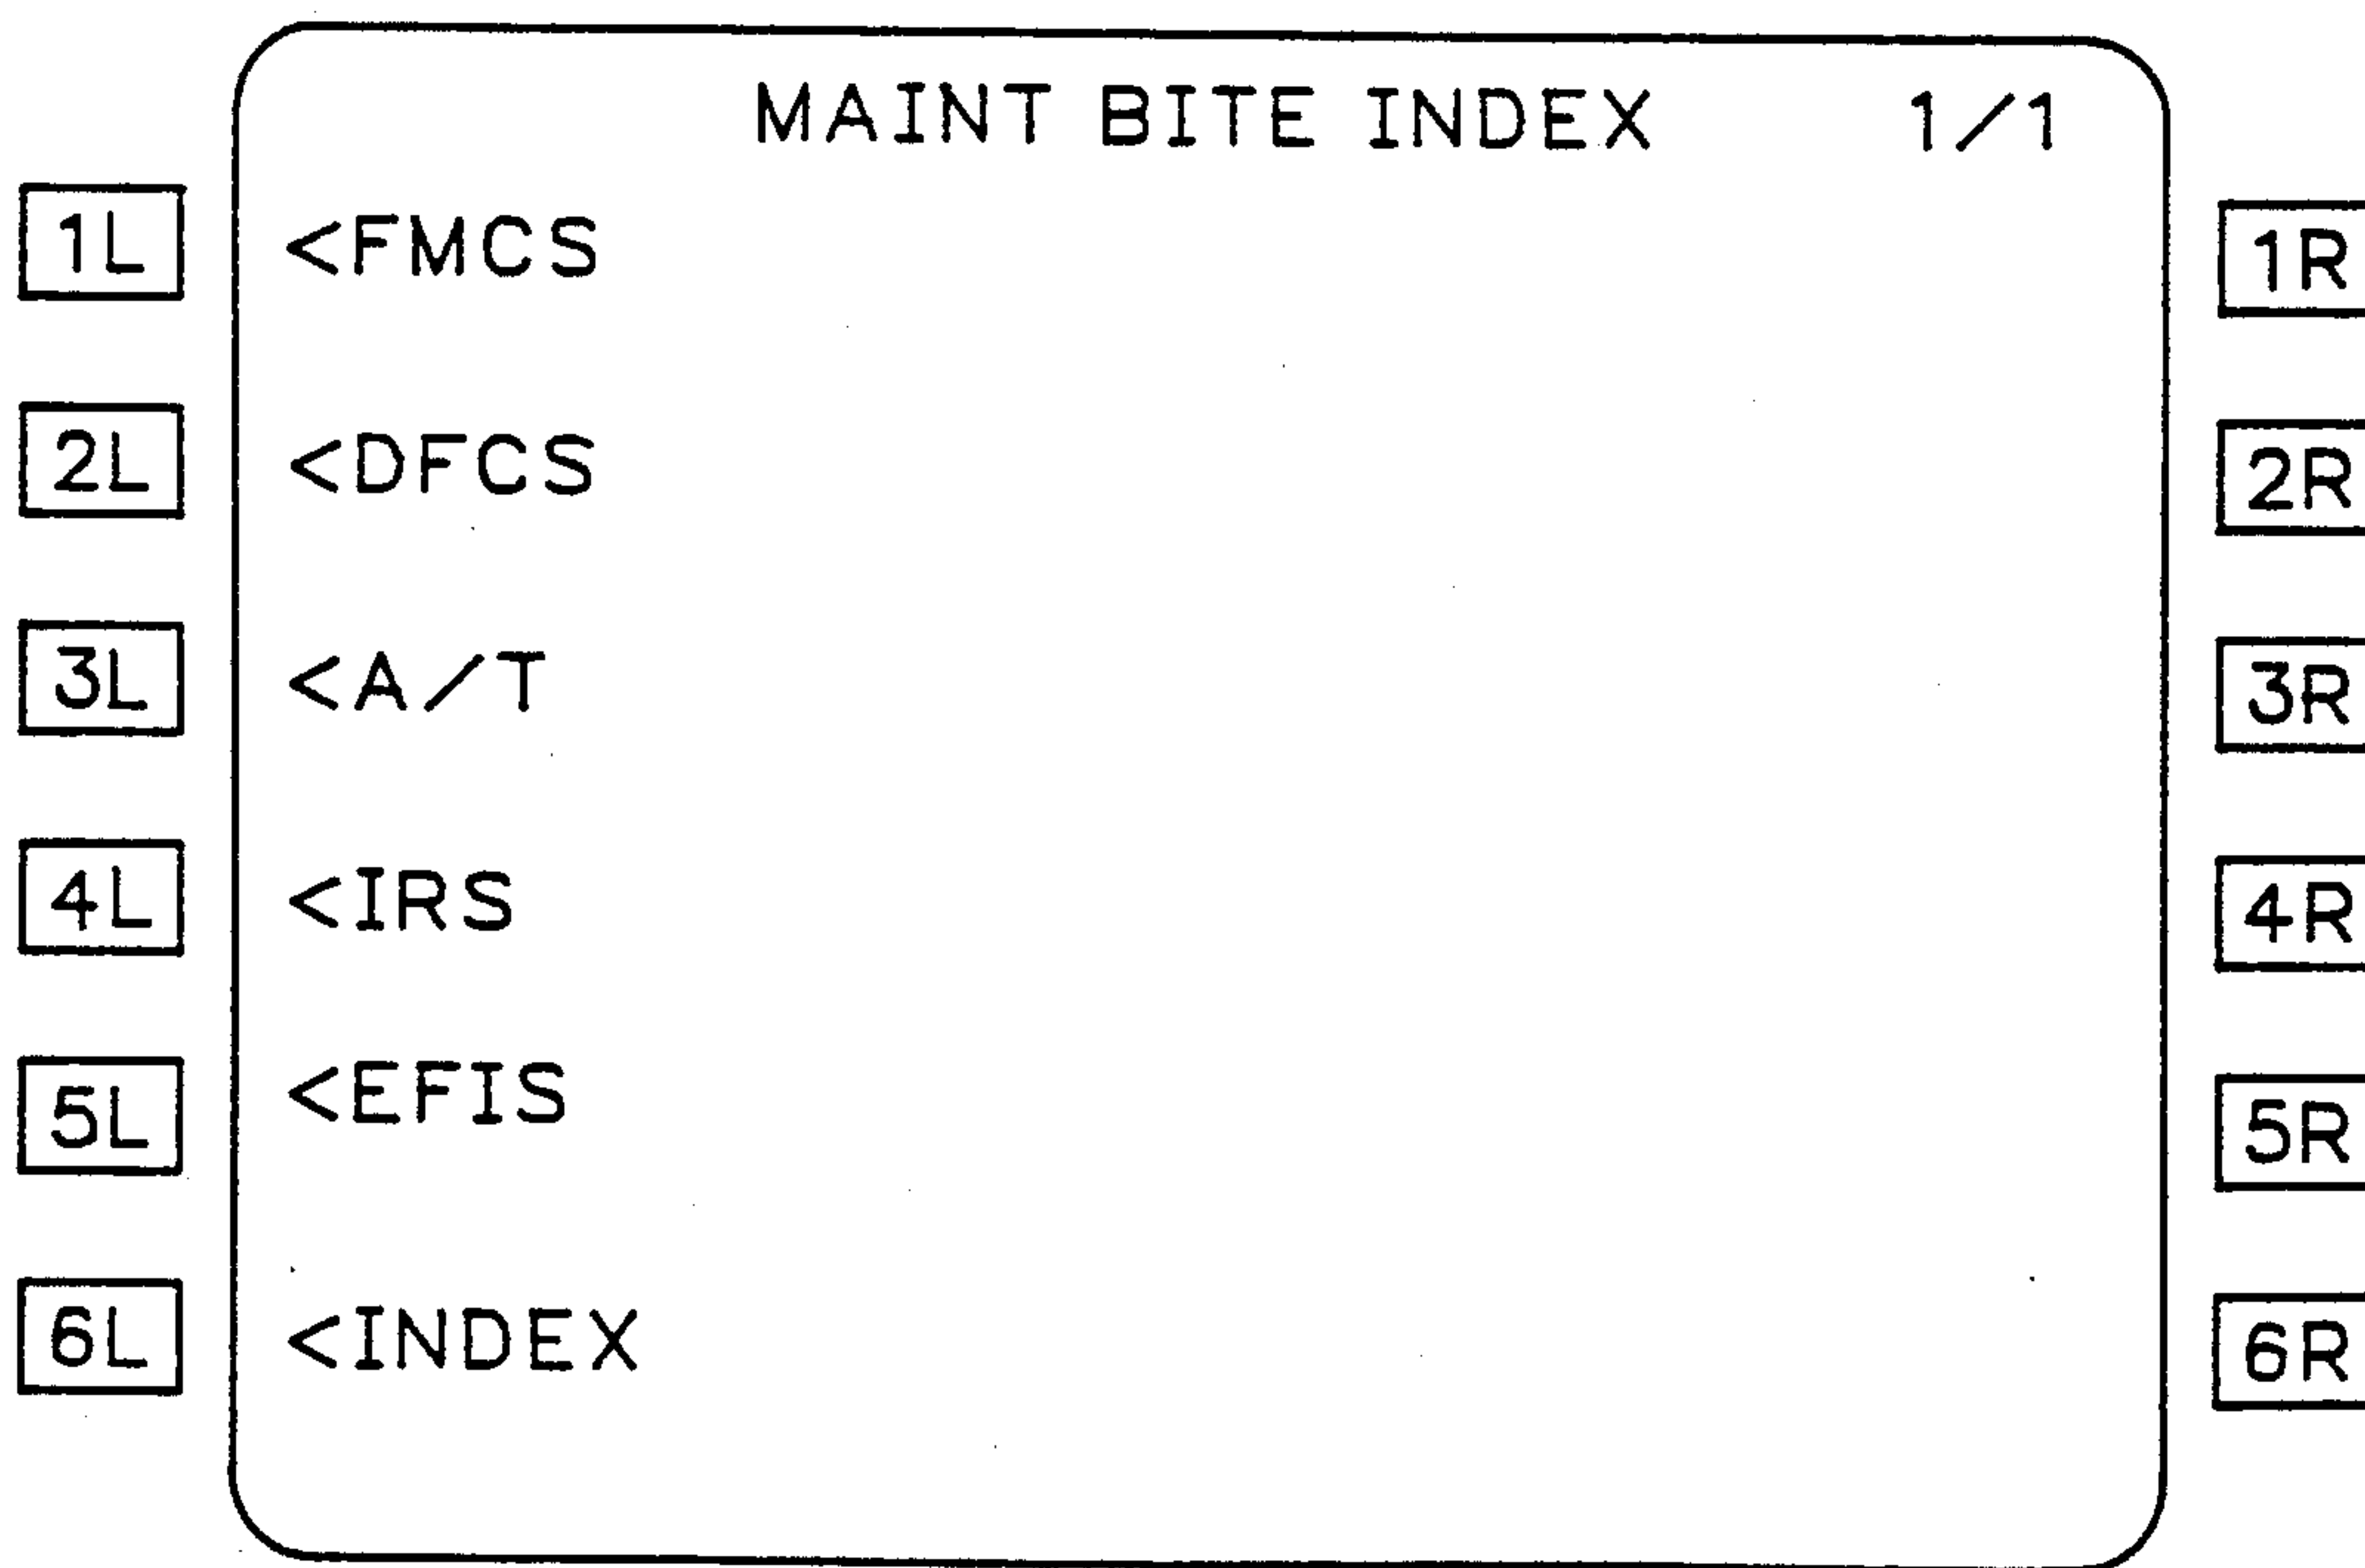 MAINT BITE INDEX 1/1
1L <FMCS 1R
2L <DFCS 2R
3L <A/T 3R
4L <IRS 4R
5L <EFIS 5R
6L <INDEX 6R